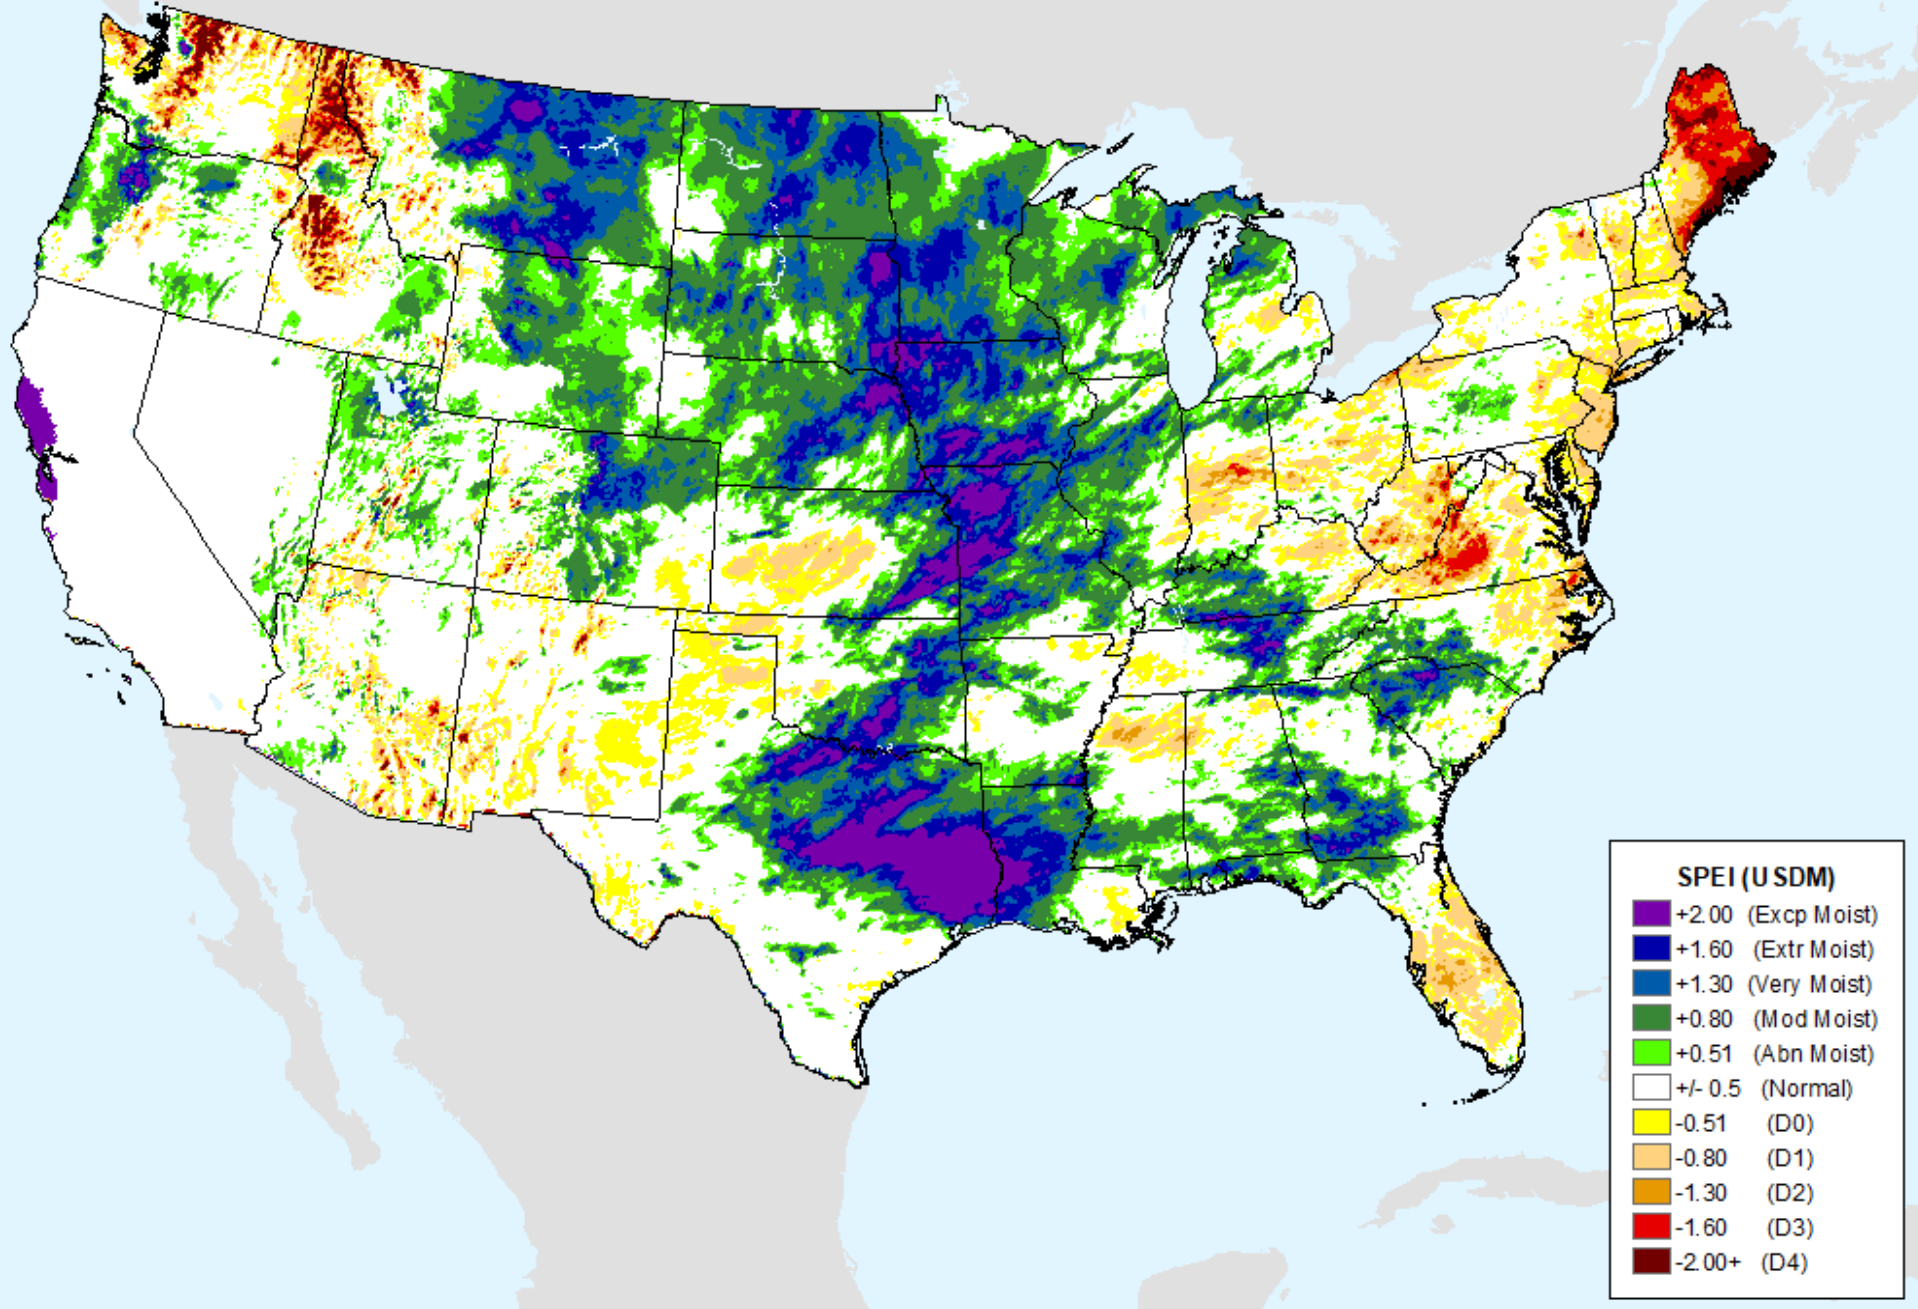 SPEI (USDM)
+2.00 (Excp Moist)
+1.60 (Extr Moist)
+1.30 (Very Moist)
+0.80 (Mod Moist)
+0.51 (Abn Moist)
+/- 0.5 (Normal)
-0.51 (D0)
-0.80 (D1)
-1.30 (D2)
-1.60 (D3)
-2.00+ (D4)